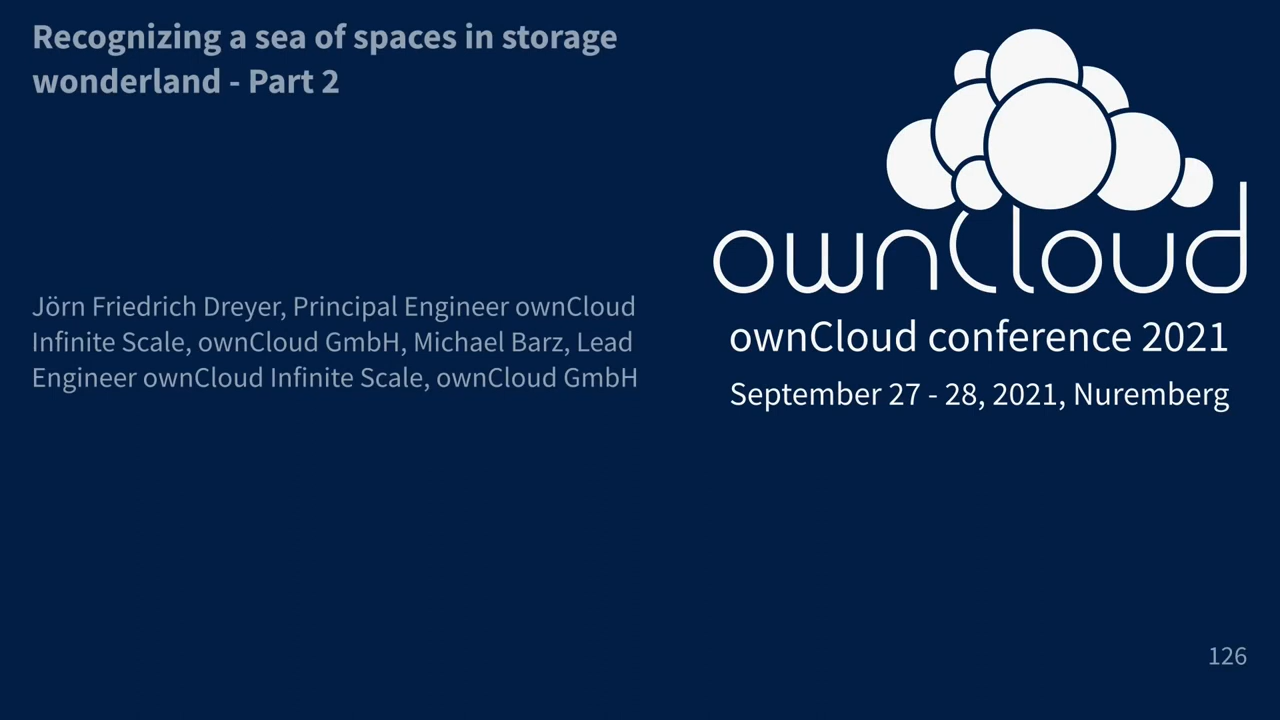 Recognizing a sea of spaces in storage
wonderland - Part 2
Jörn Friedrich Dreyer, Principal Engineer ownCloud
Infinite Scale, ownCloud GmbH, Michael Barz, Lead
Engineer ownCloud Infinite Scale, ownCloud GmbH
ownCloud
ownCloud conference 2021
September 27 - 28, 2021, Nuremberg
126